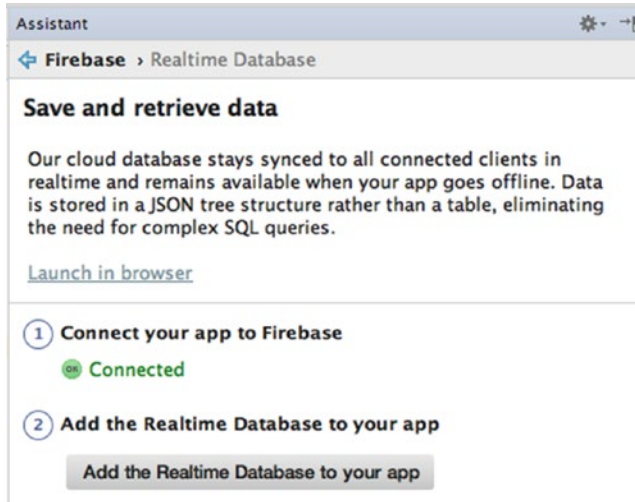 Assistant
Firebase › Realtime Database
Save and retrieve data
Our cloud database stays synced to all connected clients in
realtime and remains available when your app goes offline. Data
is stored in a JSON tree structure rather than a table, eliminating
the need for complex SQL queries.
Launch in browser
1 Connect your app to Firebase
OK Connected
2 Add the Realtime Database to your app
Add the Realtime Database to your app